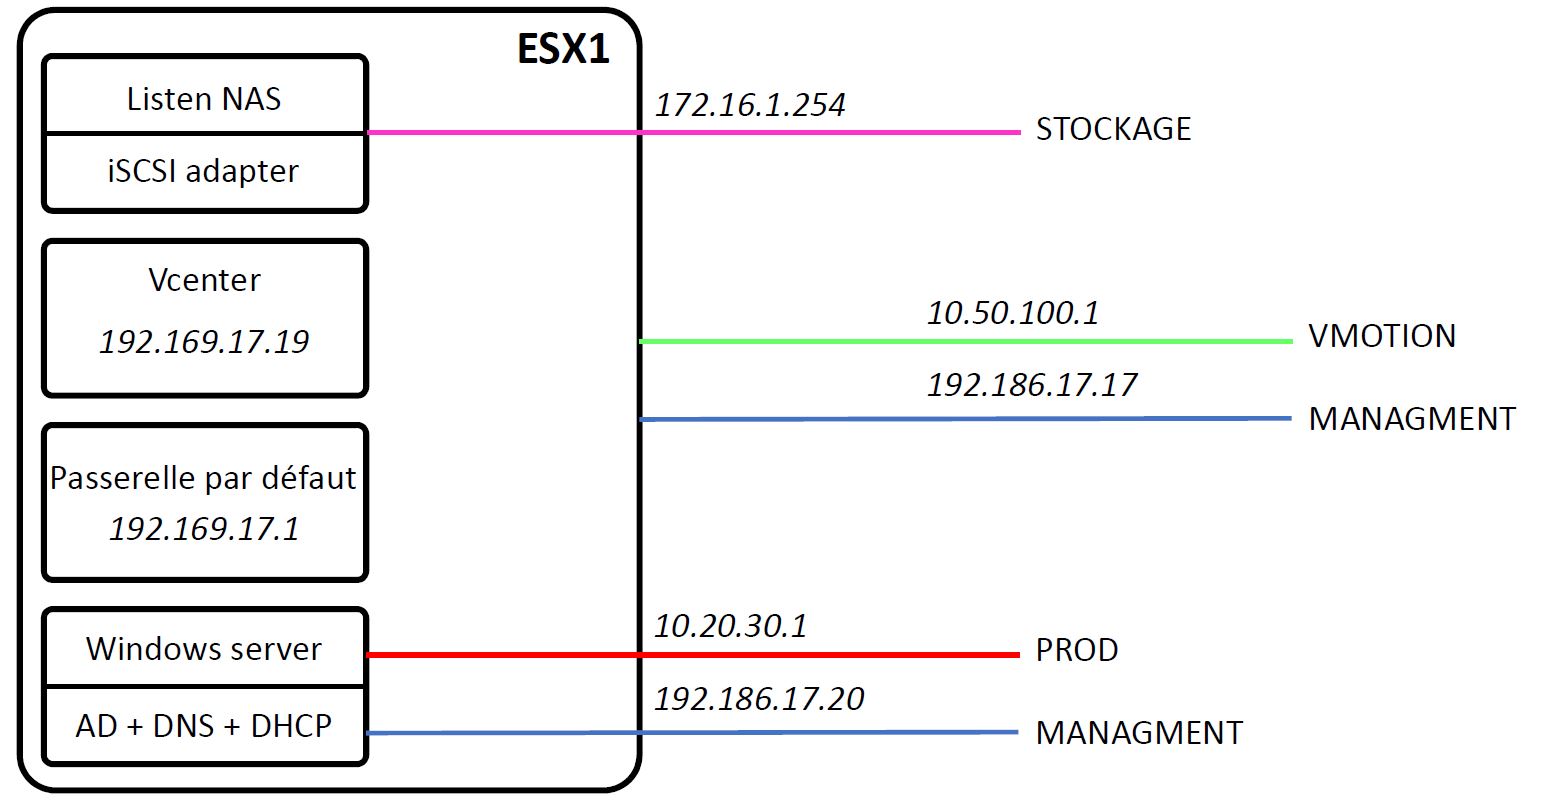 ESX1
Listen NAS
iSCSI adapter
172.16.1.254
STOCKAGE
Vcenter
192.169.17.19
10.50.100.1
VMOTION
192.186.17.17
MANAGMENT
Passerelle par défaut
192.169.17.1
Windows server
AD + DNS + DHCP
10.20.30.1
PROD
192.186.17.20
MANAGMENT